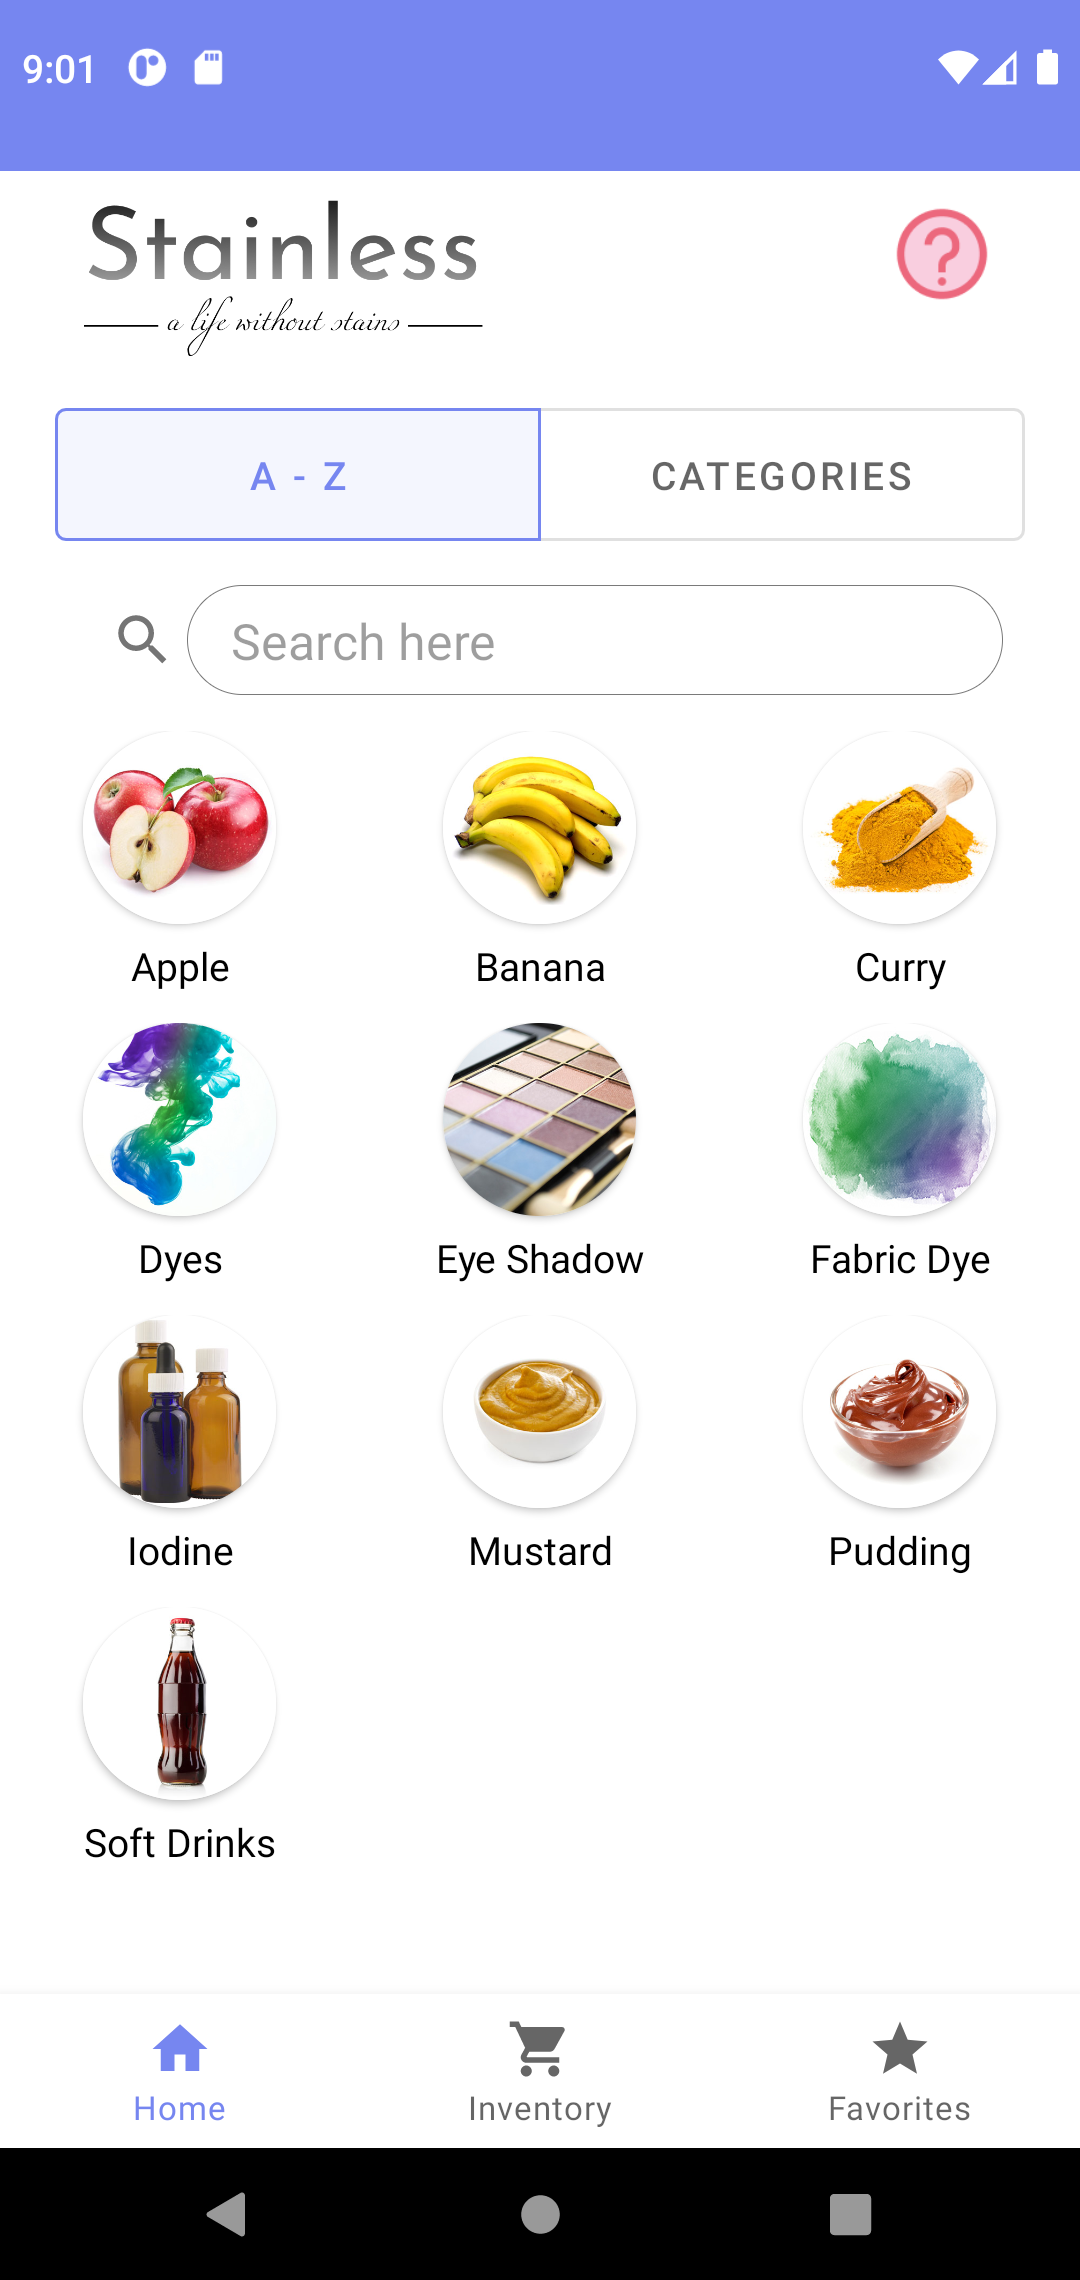 9:01
Stainless
a life without stains
A - Z
CATEGORIES
Search here
Apple
Banana
Curry
Dyes
Eye Shadow
Fabric Dye
Iodine
Mustard
Pudding
Soft Drinks
Home
Inventory
Favorites